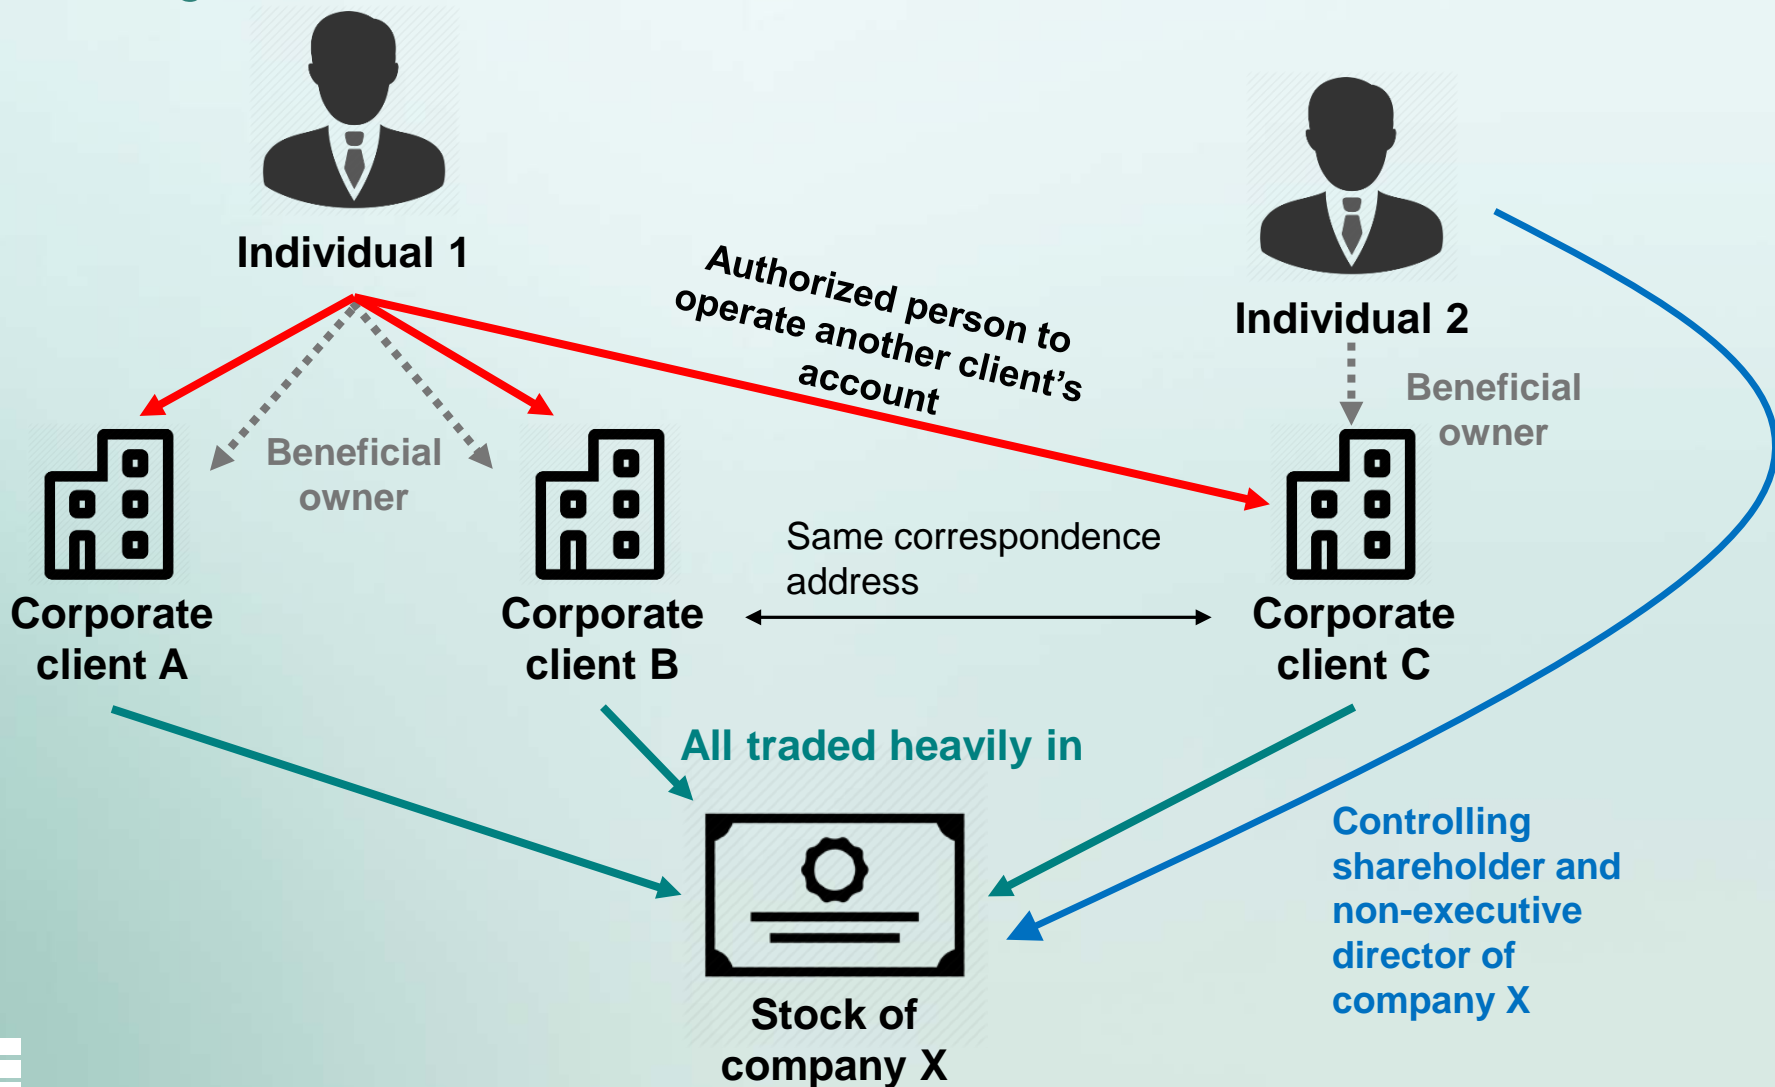 Individual 1
Authorized person to
operate another client's
account
Individual 2
Beneficial
owner
Beneficial
owner
Same correspondence
address
Corporate
client A
Corporate
client B
Corporate
client C
All traded heavily in
Controlling
shareholder and
non-executive
director of
company X
Stock of
company X